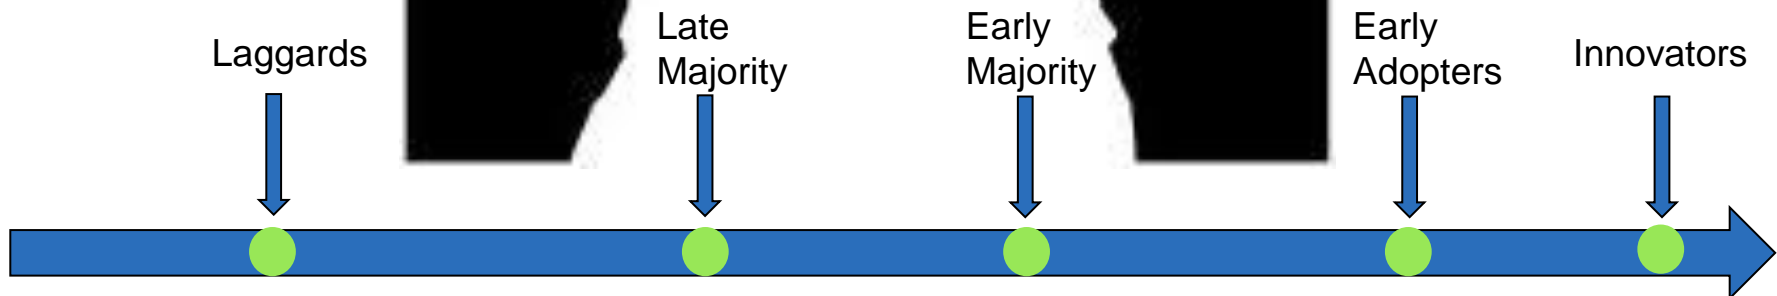 Laggards
Late
Majority
Early
Majority
Early
Adopters
Innovators